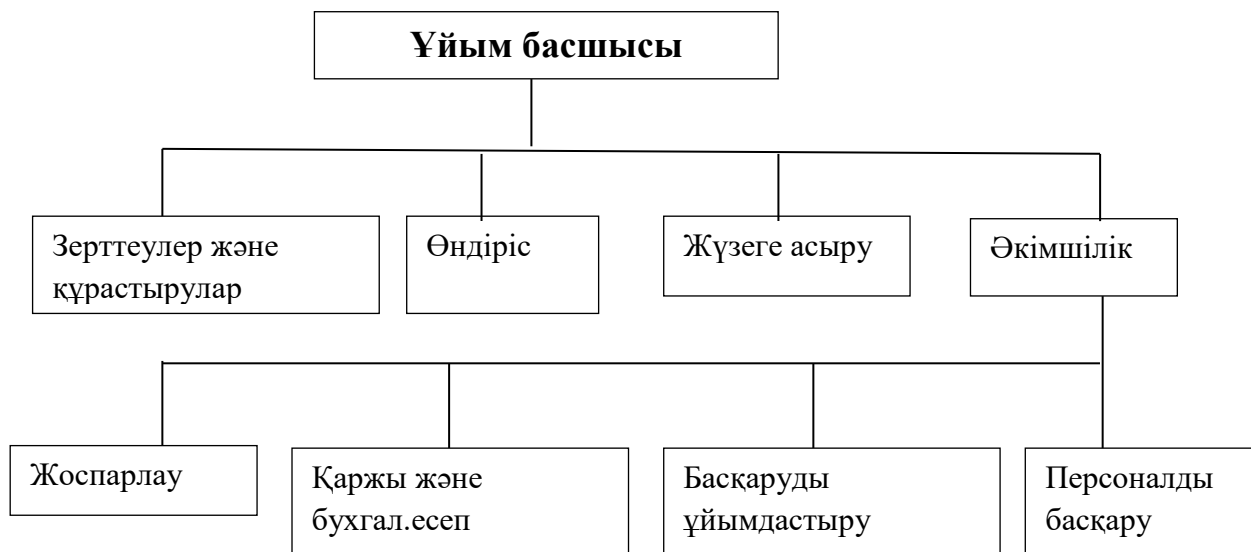 Ұйым басшысы
Зерттеулер және
құрастырулар
Өндіріс
Жүзеге асыру
Әкімшілік
Жоспарлау
Қаржы және
бухгал.есеп
Басқаруды
ұйымдастыру
Персоналды
басқару